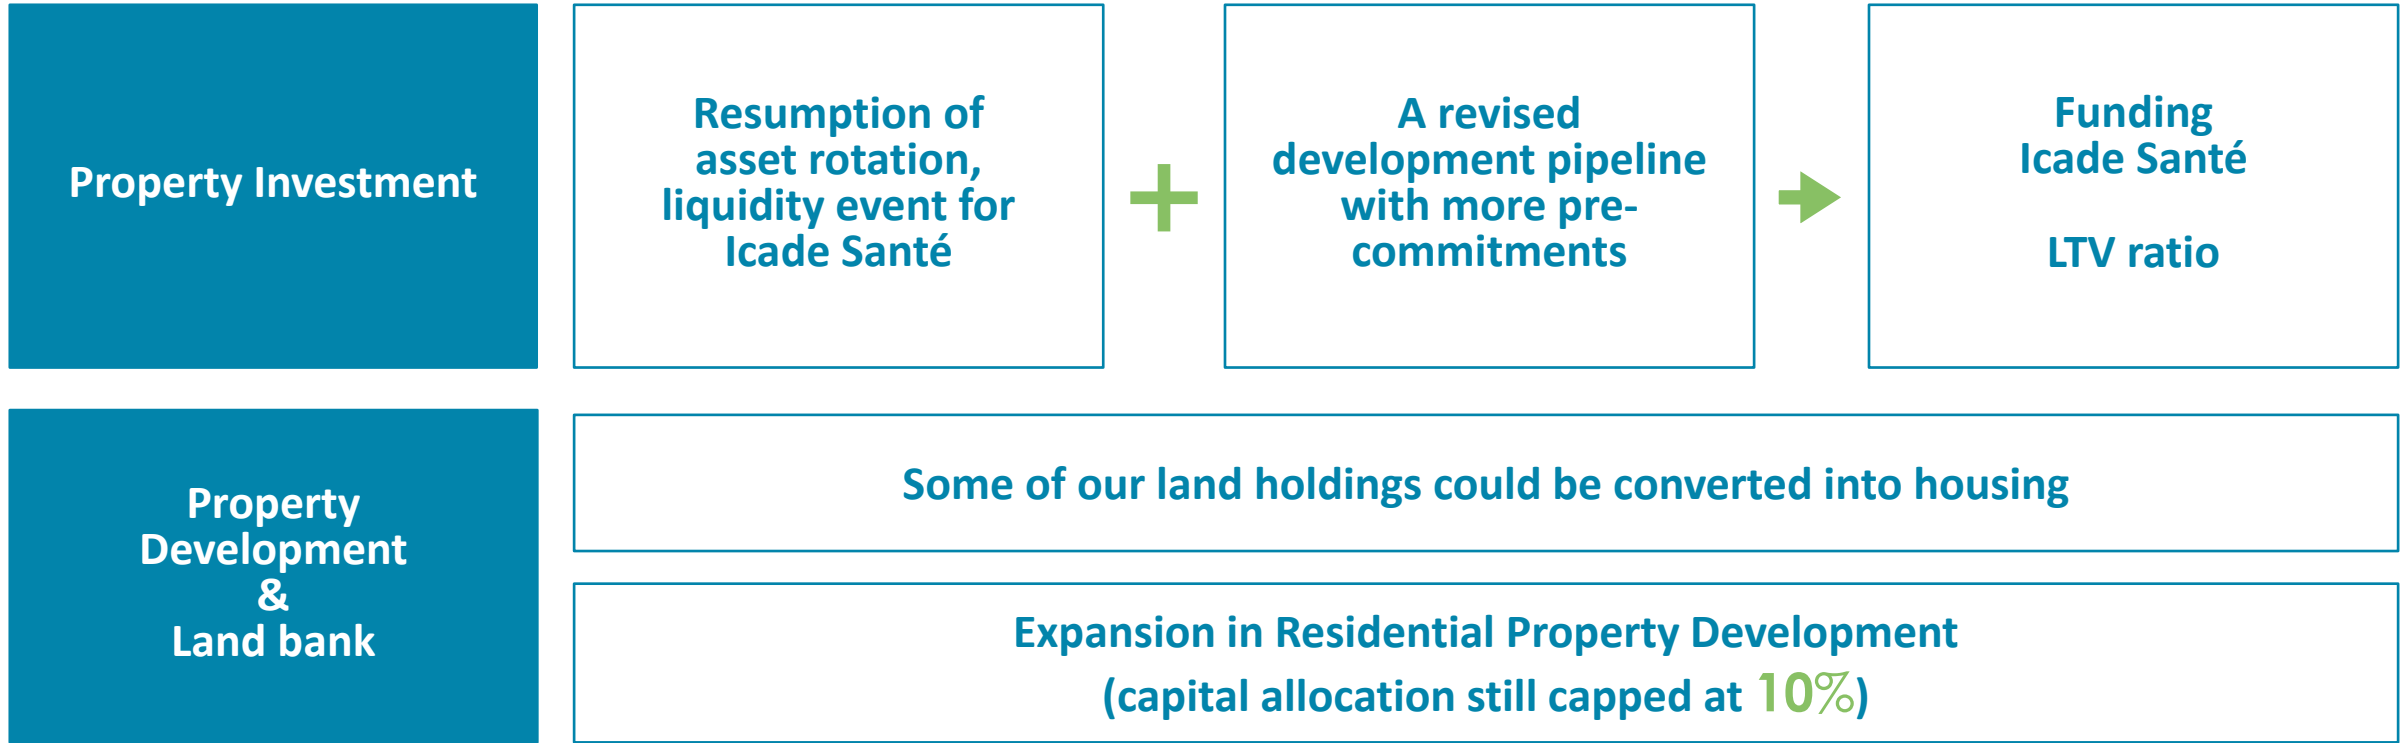 Property Investment
Resumption of
asset rotation,
liquidity event for
Icade Santé
A revised
development pipeline
with more pre-
commitments
Funding
Icade Santé
LTV ratio
Property
Development
&
Land bank
Some of our land holdings could be converted into housing
Expansion in Residential Property Development
(capital allocation still capped at 10%)